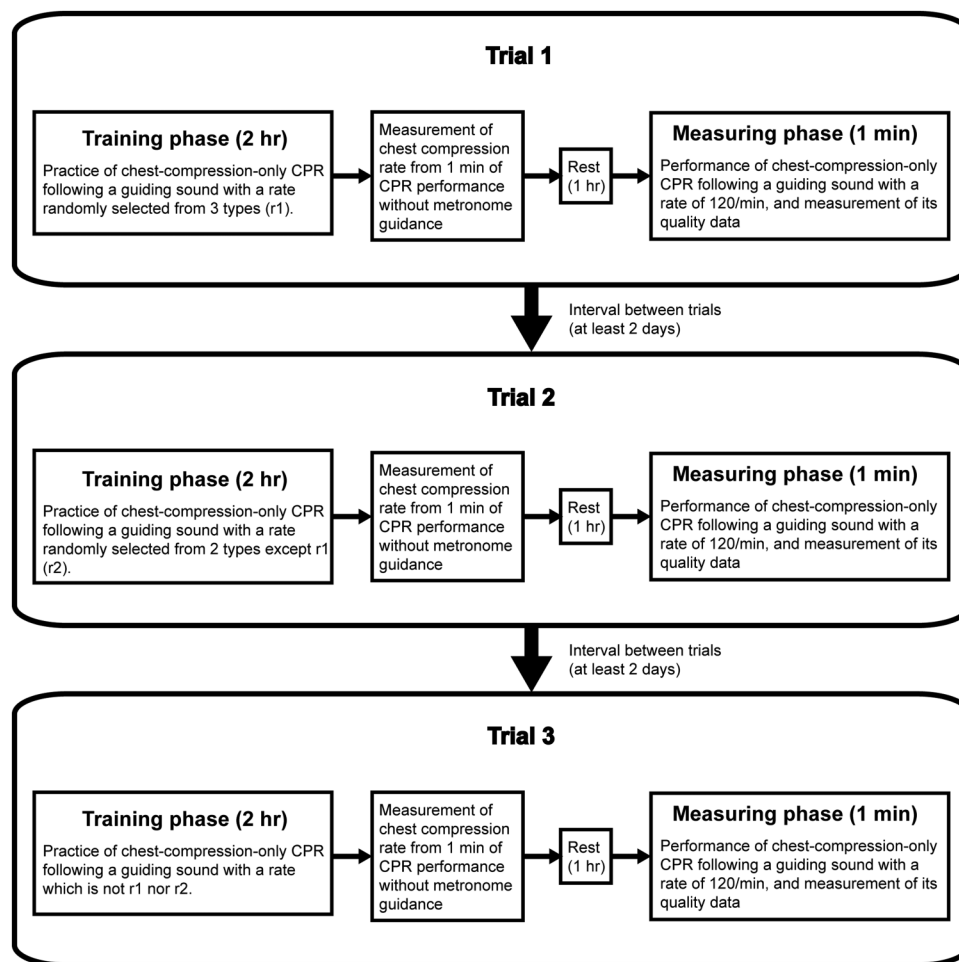 Trial 1
Training phase (2 hr)
Practice of chest-compression-only CPR
following a guiding sound with a rate
randomly selected from 3 types (r1).
Measurement of
chest compression
rate from 1 min of
CPR performance
without metronome
guidance
Rest
(1 hr)
Measuring phase (1 min)
Performance of chest-compression-only
CPR following a guiding sound with a
rate of 120/min, and measurement of its
quality data
Interval between trials
(at least 2 days)
Trial 2
Training phase (2 hr)
Practice of chest-compression-only CPR
following a guiding sound with a rate
randomly selected from 2 types except r1
(r2).
Measurement of
chest compression
rate from 1 min of
CPR performance
without metronome
guidance
Rest
(1 hr)
Measuring phase (1 min)
Performance of chest-compression-only
CPR following a guiding sound with a
rate of 120/min, and measurement of its
quality data
Interval between trials
(at least 2 days)
Trial 3
Training phase (2 hr)
Practice of chest-compression-only CPR
following a guiding sound with a rate
which is not r1 nor r2.
Measurement of
chest compression
rate from 1 min of
CPR performance
without metronome
guidance
Rest
(1 hr)
Measuring phase (1 min)
Performance of chest-compression-only
CPR following a guiding sound with a
rate of 120/min, and measurement of its
quality data